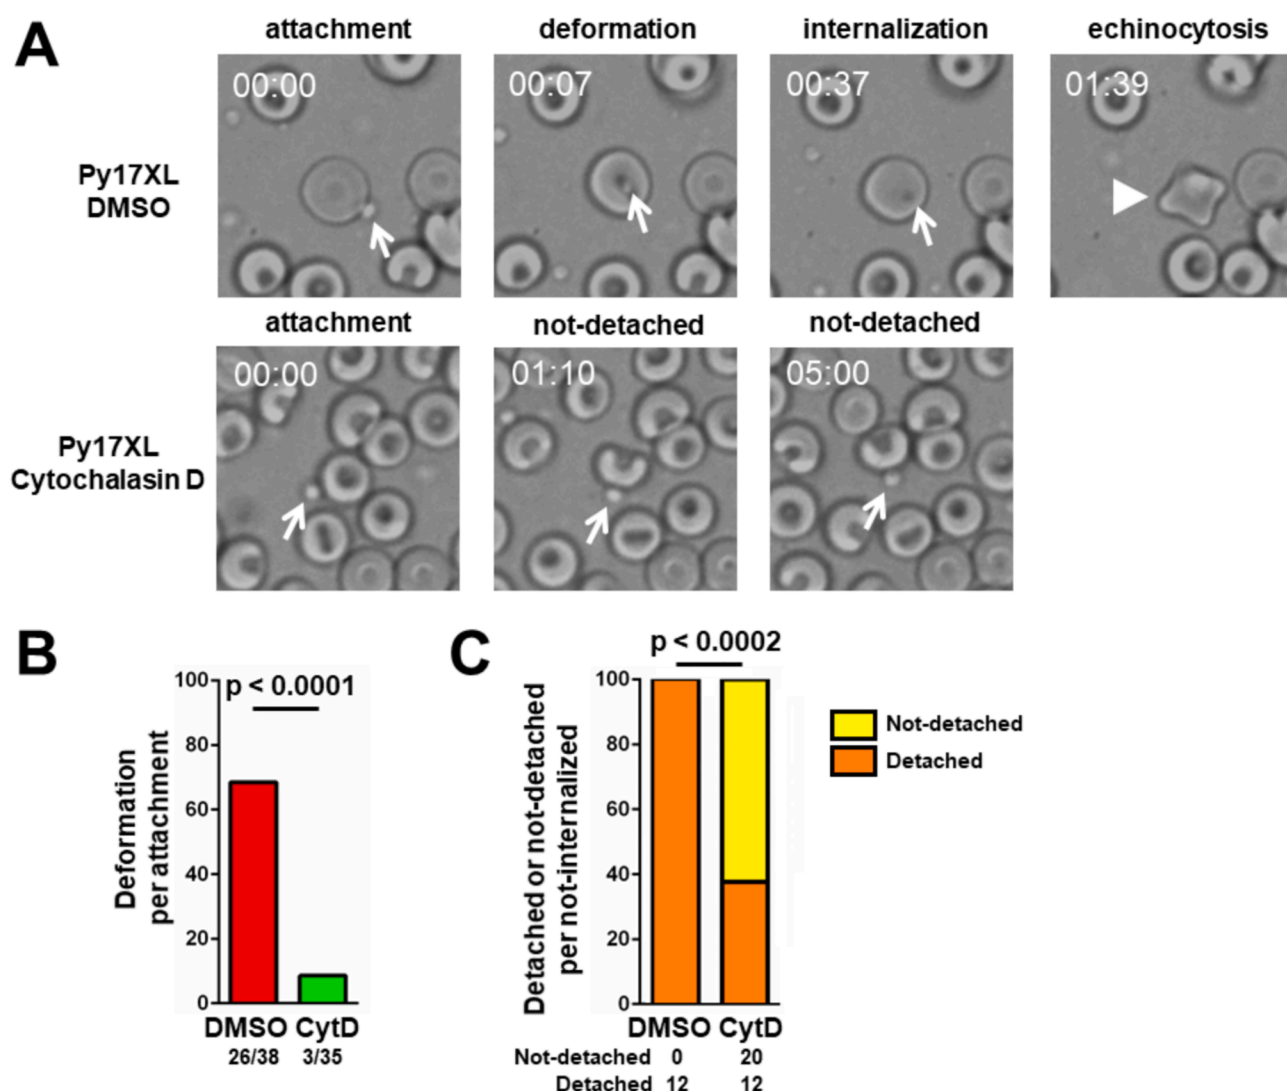 A
attachment
deformation
internalization
echinocytosis
Py17XL
DMSO
00:00
00:07
00:37
01:39
attachment
not-detached
not-detached
Py17XL
Cytochalasin D
00:00
01:10
05:00
B
p < 0.0001
Deformation
per attachment
100
80
60
40
20
0
DMSO CytD
26/38 3/35
C
p < 0.0002
Detached or not-detached
per not-internalized
100
80
60
40
20
0
Not-detached
Detached
DMSO CytD
Not-detached 0 20
Detached 12 12